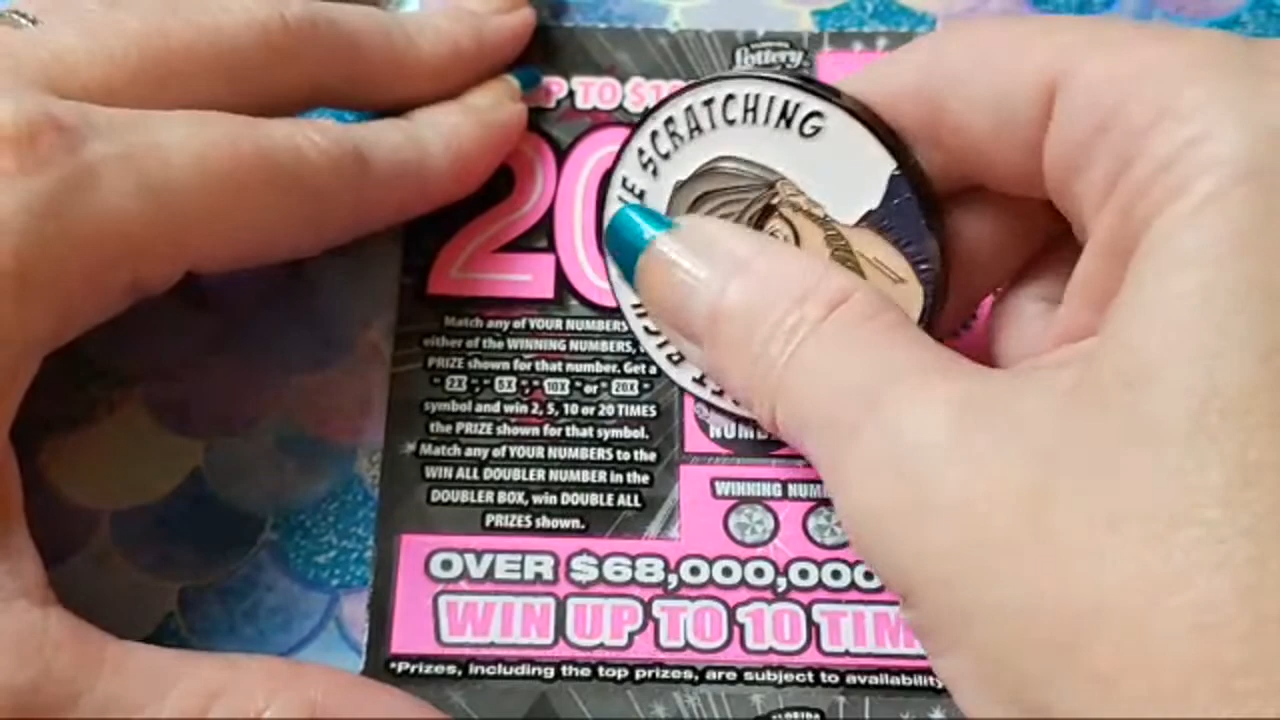 Lottery
UP TO $1
SCRATCHING
20
RICH
Match any of YOUR NUMBERS
either of the WINNING NUMBERS,
PRIZE shown for that number. Get a
"2X", "5X", "10X" or "20X"
symbol and win 2, 5, 10 or 20 TIMES
the PRIZE shown for that symbol.
Match any of YOUR NUMBERS to the
WIN ALL DOUBLER NUMBER in the
DOUBLER BOX, win DOUBLE ALL
PRIZES shown.
WINNING NUM
OVER $68,000,000
WIN UP TO 10 TIM
*Prizes, including the top prizes, are subject to availability
FLORIDA